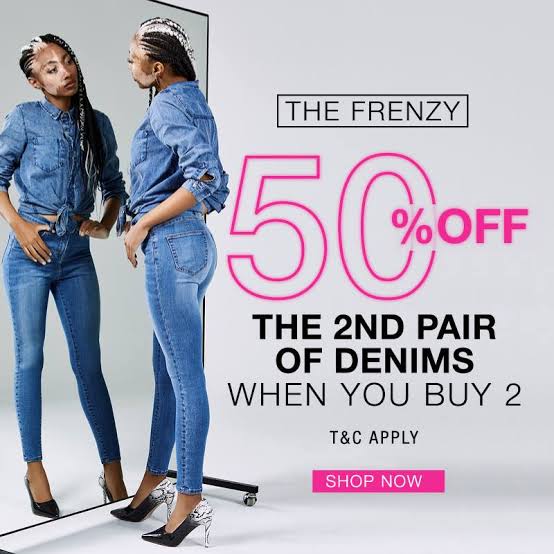 THE FRENZY
50%OFF
THE 2ND PAIR
OF DENIMS
WHEN YOU BUY 2
T&C APPLY
SHOP NOW